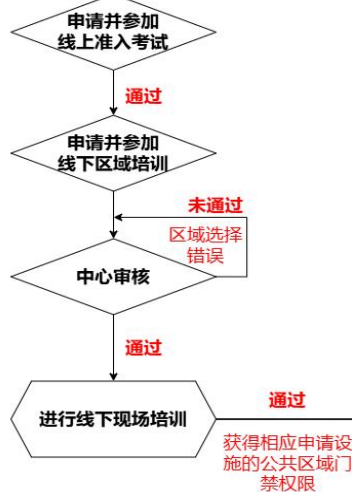 申请并参加
线上准入考试
通过
申请并参加
线下区域培训
未通过
区域选择
错误
中心审核
通过
进行线下现场培训
通过
获得相应申请设
施的公共区域门
禁权限